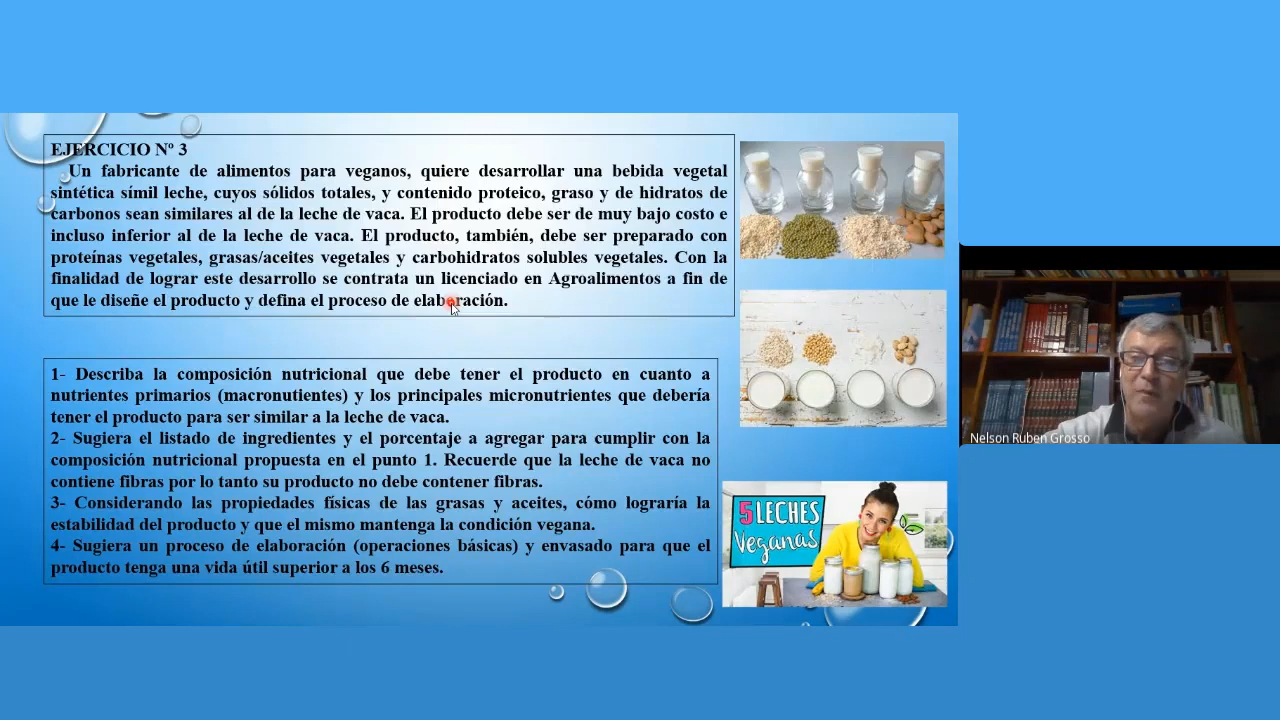 EJERCICIO Nº 3
Un fabricante de alimentos para veganos, quiere desarrollar una bebida vegetal
sintética símil leche, cuyos sólidos totales, y contenido proteico, graso y de hidratos de
carbonos sean similares al de la leche de vaca. El producto debe ser de muy bajo costo e
incluso inferior al de la leche de vaca. El producto, también, debe ser preparado con
proteínas vegetales, grasas/aceites vegetales y carbohidratos solubles vegetales. Con la
finalidad de lograr este desarrollo se contrata un licenciado en Agroalimentos a fin de
que le diseñe el producto y defina el proceso de elaboración.
1- Describa la composición nutricional que debe tener el producto en cuanto a
nutrientes primarios (macronutientes) y los principales micronutrientes que debería
tener el producto para ser similar a la leche de vaca.
2- Sugiera el listado de ingredientes y el porcentaje a agregar para cumplir con la
composición nutricional propuesta en el punto 1. Recuerde que la leche de vaca no
contiene fibras por lo tanto su producto no debe contener fibras.
3- Considerando las propiedades físicas de las grasas y aceites, cómo lograría la
estabilidad del producto y que el mismo mantenga la condición vegana.
4- Sugiera un proceso de elaboración (operaciones básicas) y envasado para que el
producto tenga una vida útil superior a los 6 meses.
5 LECHES
Veganas
Nelson Ruben Grosso